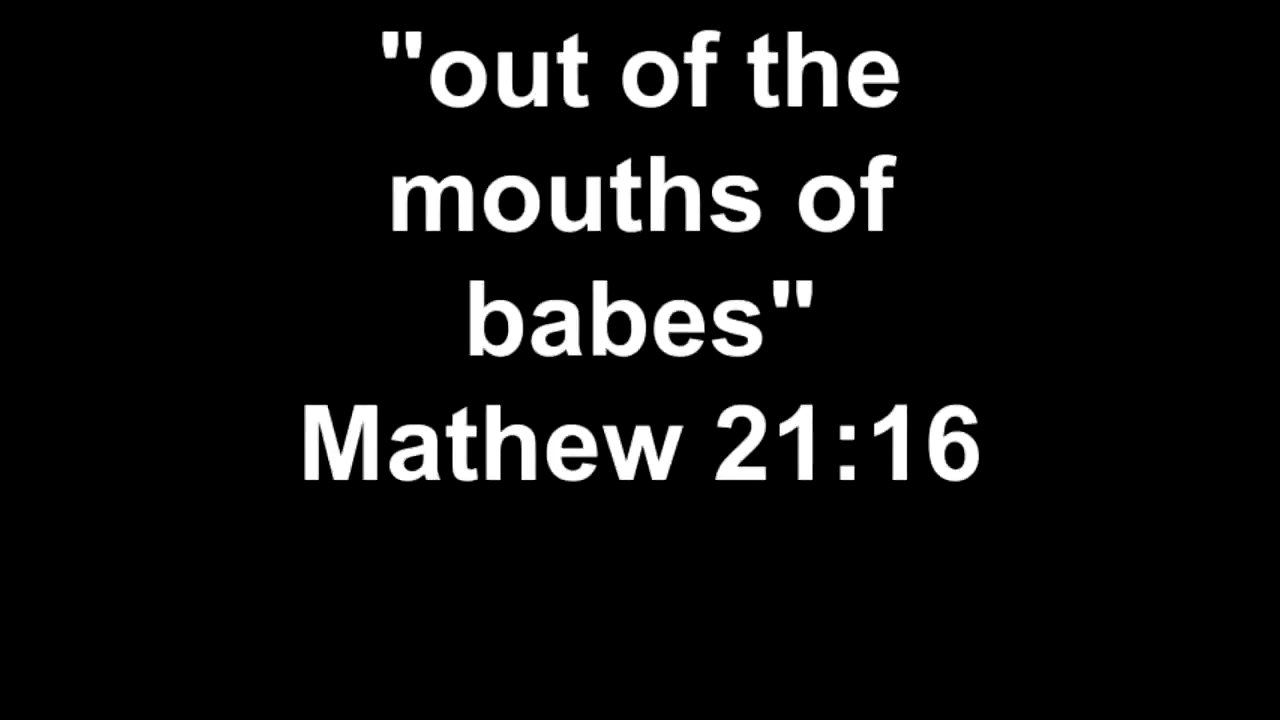 "out of the
mouths of
babes"
Mathew 21:16